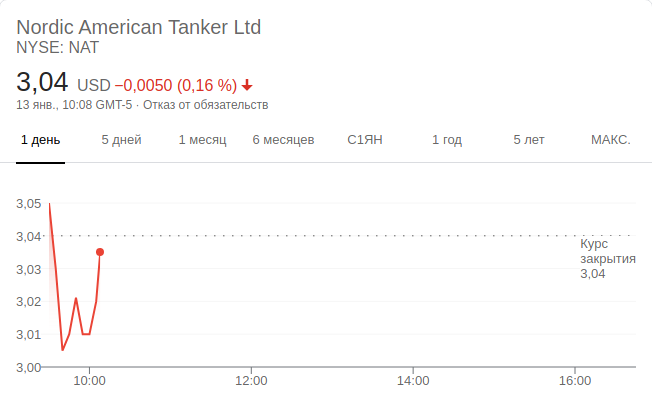 Nordic American Tanker Ltd
NYSE: NAT
3,04 USD −0,0050 (0,16 %)
13 янв., 10:08 GMT-5 · Отказ от обязательств
1 день 5 дней 1 месяц 6 месяцев С1ЯН 1 год 5 лет МАКС.
3,05
3,04
Курс
закрытия
3,04
3,03
3,02
3,01
3,00
10:00 12:00 14:00 16:00